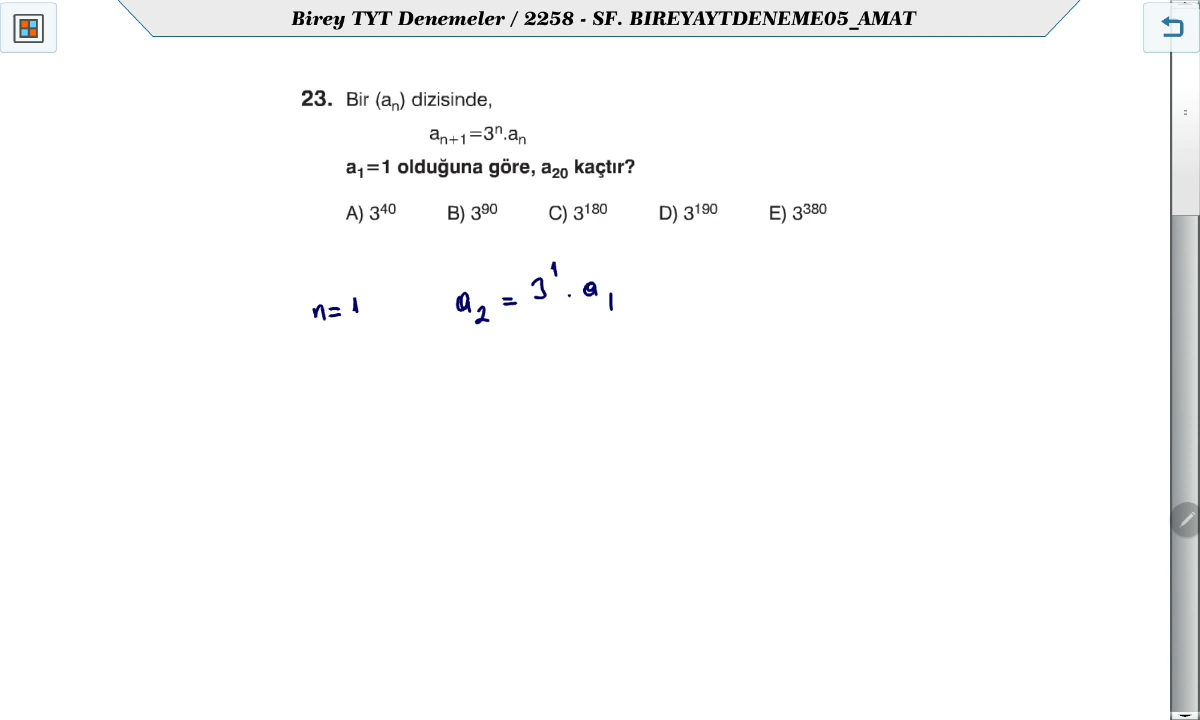 Birey TYT Denemeler / 2258 - SF. BIREYAYTDENEME05_AMAT
23. Bir (aₙ) dizisinde,
aₙ₊₁=3ⁿ.aₙ
a₁=1 olduğuna göre, a₂₀ kaçtır?
A) 3⁴⁰ B) 3⁹⁰ C) 3¹⁸⁰ D) 3¹⁹⁰ E) 3³⁸⁰
n=1 a₂ = 3¹ . a₁